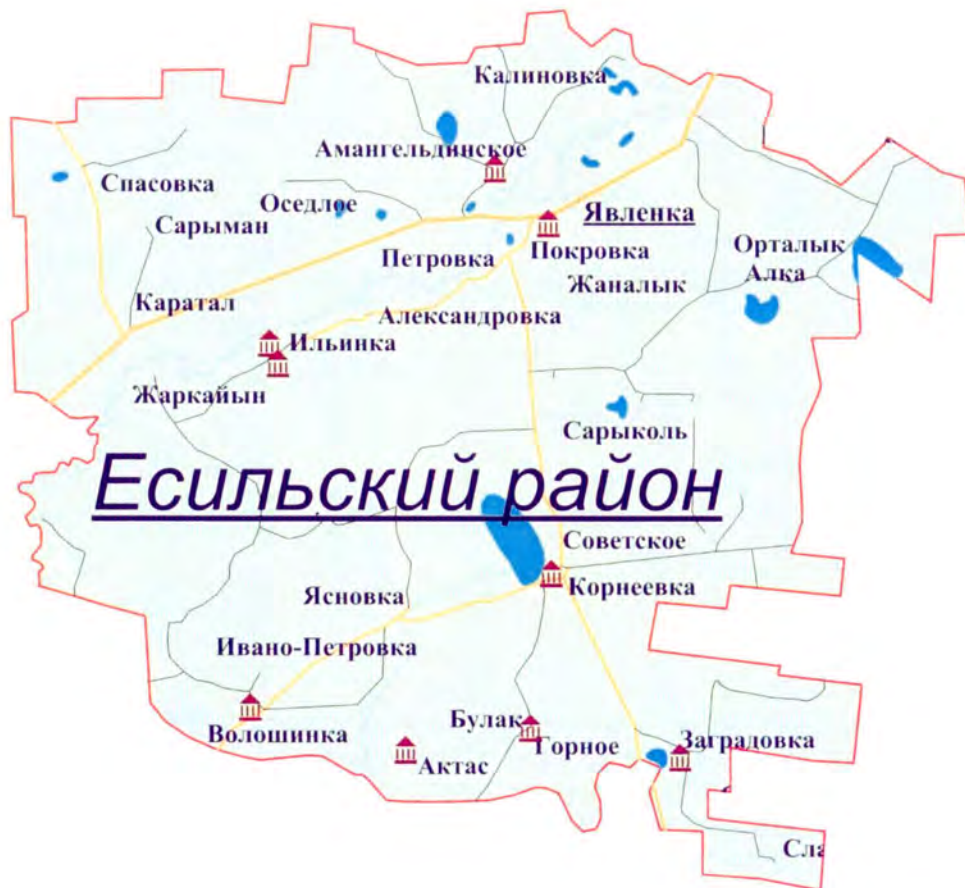 Калиновка
Амангельдинское
Спасовка
Оседлое
Явленка
Сарыман
Орталык
Петровка
Покровка
Алка
Жаналык
Каратал
Александровка
Ильинка
Жаркайын
Сарыколь
Есильский район
Советское
Корнеевка
Ясновка
Ивано-Петровка
Булак
Волошинка
Горное
Заградовка
Актас
Сла